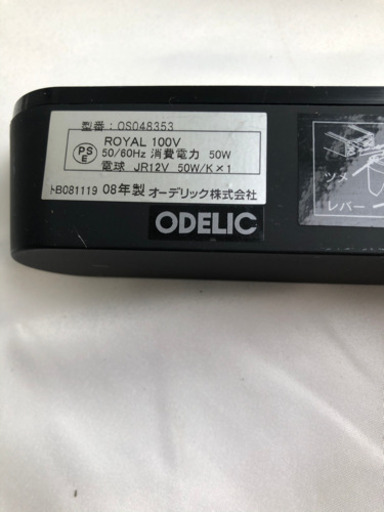 型番：OS048353
ROYAL 100V
PS
E
50/60Hz 消費電力 50W
電球 JR12V 50W/K×1
トB081119 08年製 オーデリック株式会社
ODELIC
ツメ
レバー